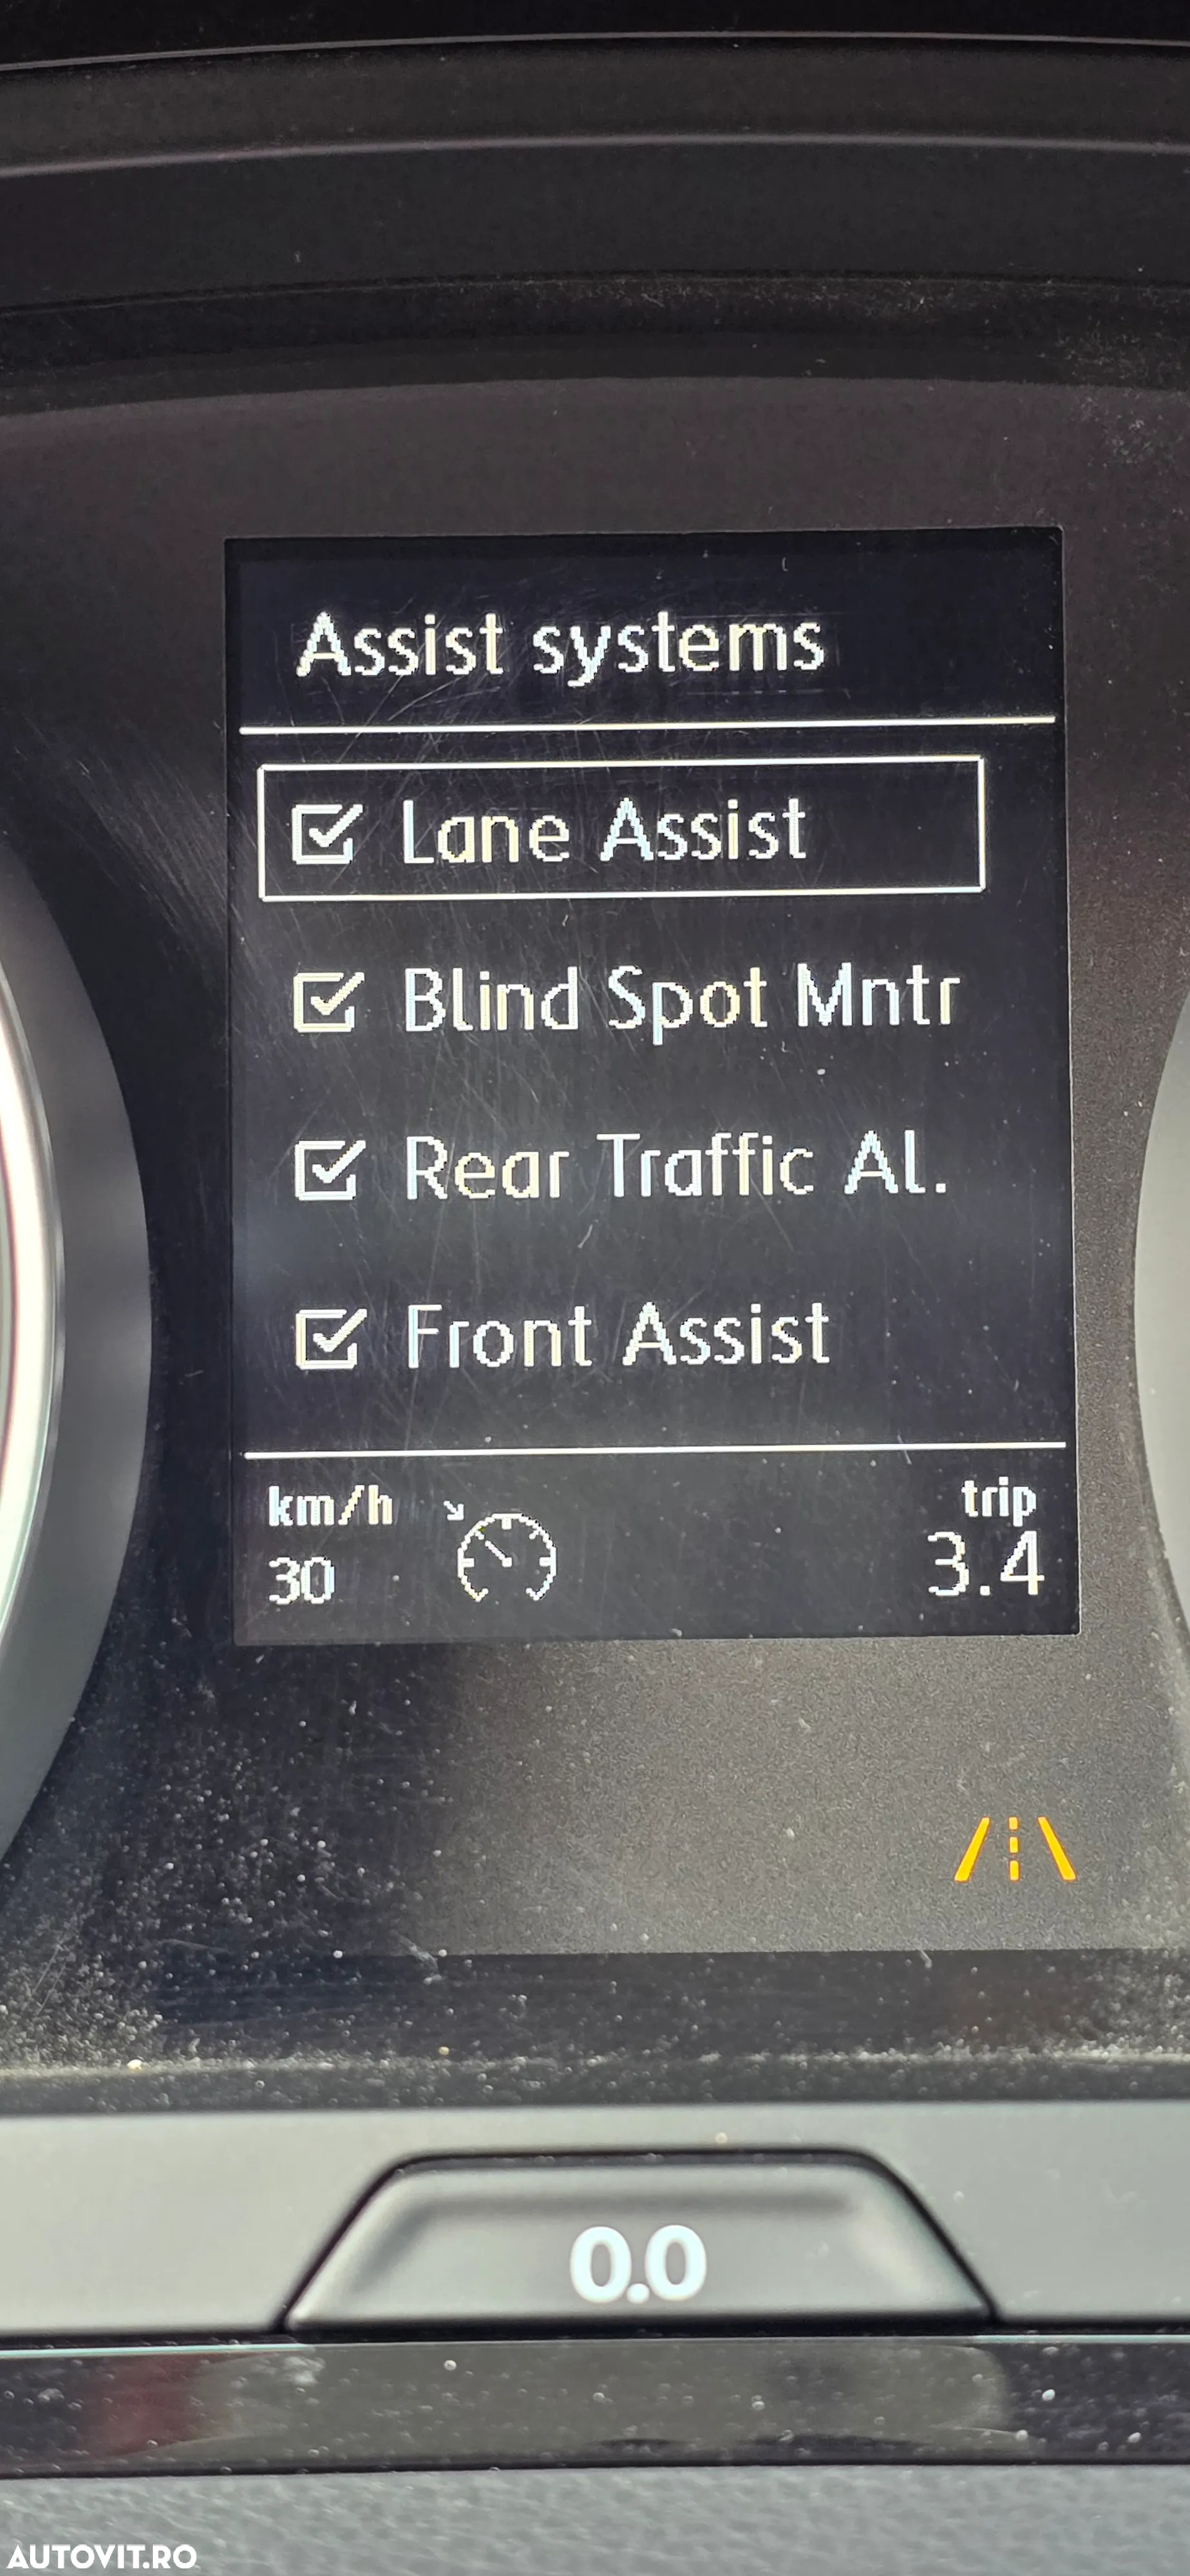 Assist systems
Lane Assist
Blind Spot Mntr
Rear Traffic Al.
Front Assist
km/h
30
trip
3.4
0.0
AUTOVIT.RO